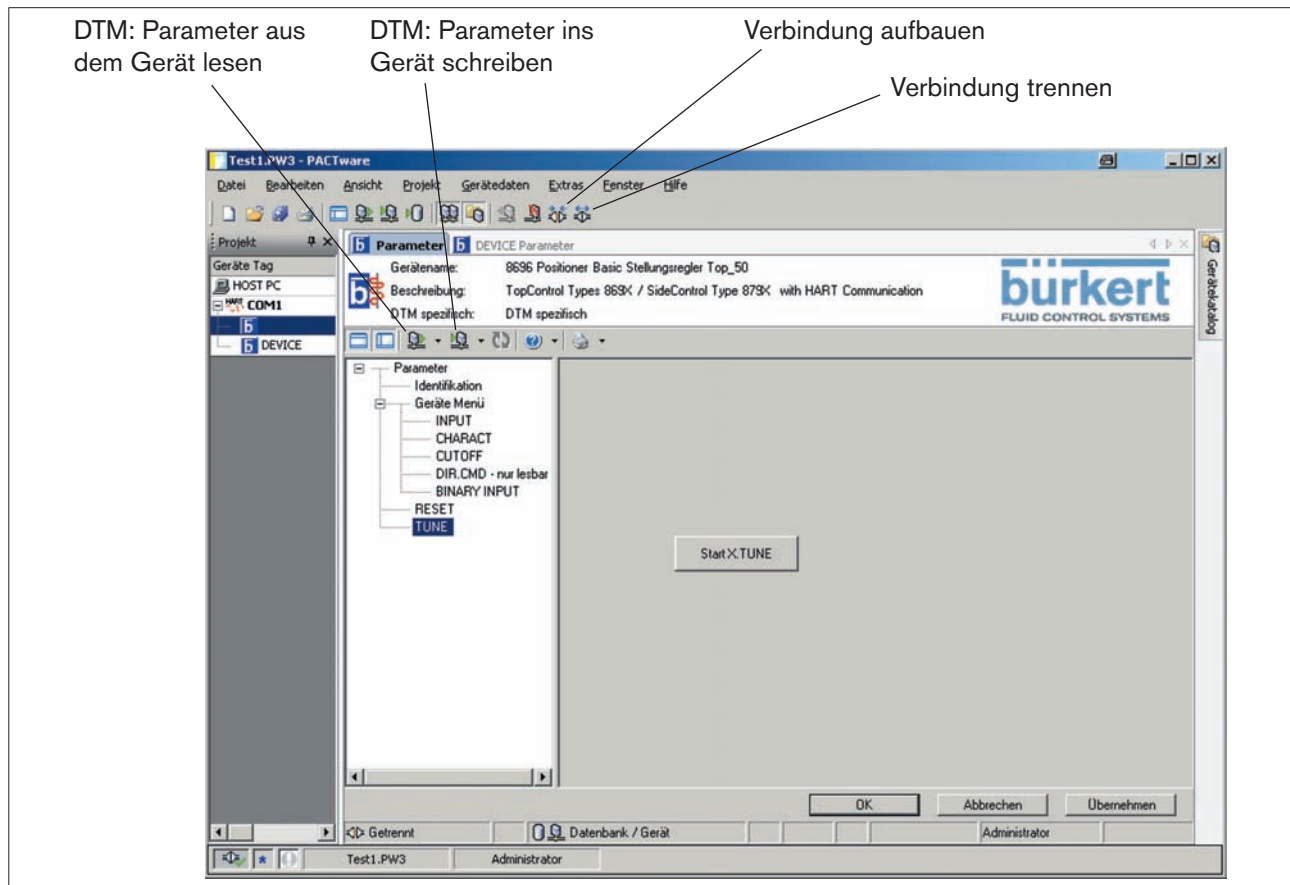 DTM: Parameter aus
dem Gerät lesen
DTM: Parameter ins
Gerät schreiben
Verbindung aufbauen
Verbindung trennen
Test1.PW3 - PACTware
Datei Bearbeiten Ansicht Projekt Gerätedaten Extras Fenster Hilfe
Projekt
Geräte Tag
HOST PC
HART COM1
DEVICE
Parameter DEVICE Parameter
Gerätename: 8696 Positioner Basic Stellungsregler Top_50
Beschreibung: TopControl Types 869X / SideControl Type 879X with HART Communication
DTM spezifisch: DTM spezifisch
bürkert
FLUID CONTROL SYSTEMS
Gerätekatalog
Parameter
Identifikation
Geräte Menü
INPUT
CHARACT
CUTOFF
DIR.CMD - nur lesbar
BINARY INPUT
RESET
TUNE
Start X.TUNE
OK Abbrechen Übernehmen
Getrennt Datenbank / Gerät Administrator
Test1.PW3 Administrator